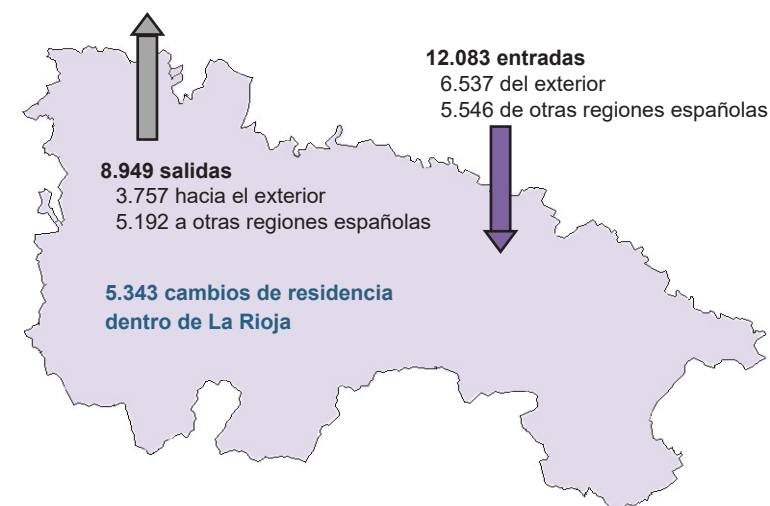 12.083 entradas
6.537 del exterior
5.546 de otras regiones españolas
8.949 salidas
3.757 hacia el exterior
5.192 a otras regiones españolas
5.343 cambios de residencia
dentro de La Rioja